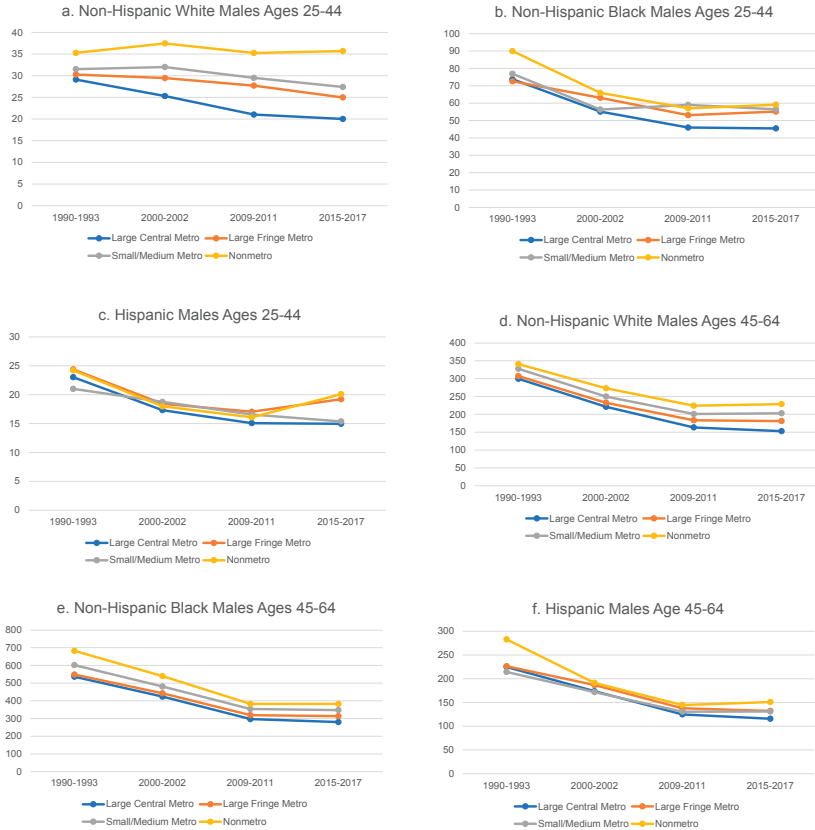 a. Non-Hispanic White Males Ages 25-44
40
35
30
25
20
15
10
5
0
1990-1993 2000-2002 2009-2011 2015-2017
Large Central Metro Large Fringe Metro
Small/Medium Metro Nonmetro
b. Non-Hispanic Black Males Ages 25-44
100
90
80
70
60
50
40
30
20
10
0
1990-1993 2000-2002 2009-2011 2015-2017
Large Central Metro Large Fringe Metro
Small/Medium Metro Nonmetro
c. Hispanic Males Ages 25-44
30
25
20
15
10
5
0
1990-1993 2000-2002 2009-2011 2015-2017
Large Central Metro Large Fringe Metro
Small/Medium Metro Nonmetro
d. Non-Hispanic White Males Ages 45-64
400
350
300
250
200
150
100
50
0
1990-1993 2000-2002 2009-2011 2015-2017
Large Central Metro Large Fringe Metro
Small/Medium Metro Nonmetro
e. Non-Hispanic Black Males Ages 45-64
800
700
600
500
400
300
200
100
0
1990-1993 2000-2002 2009-2011 2015-2017
Large Central Metro Large Fringe Metro
Small/Medium Metro Nonmetro
f. Hispanic Males Age 45-64
300
250
200
150
100
50
0
1990-1993 2000-2002 2009-2011 2015-2017
Large Central Metro Large Fringe Metro
Small/Medium Metro Nonmetro